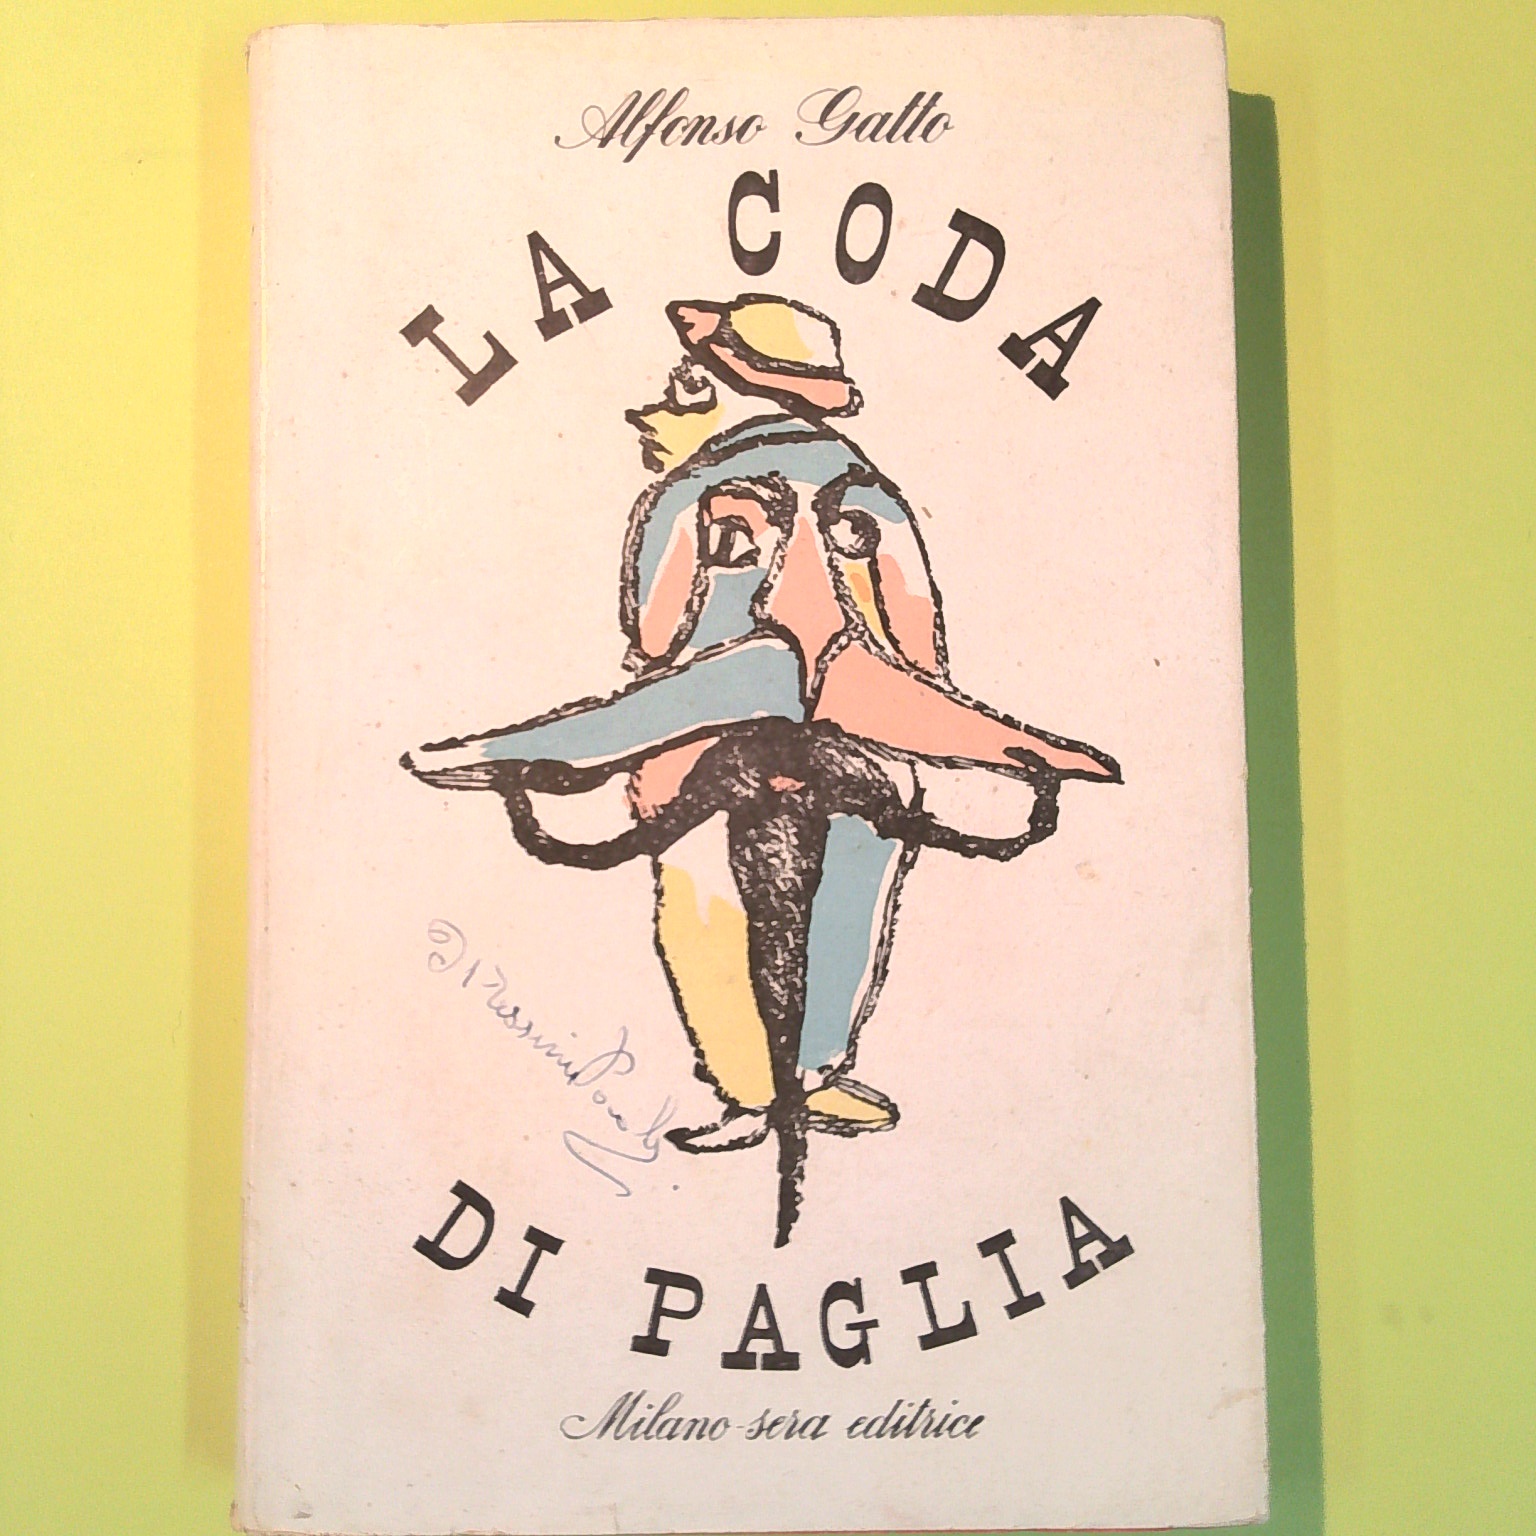 Alfonso Gatto
LA CODA
DI PAGLIA
Milano-sera editrice